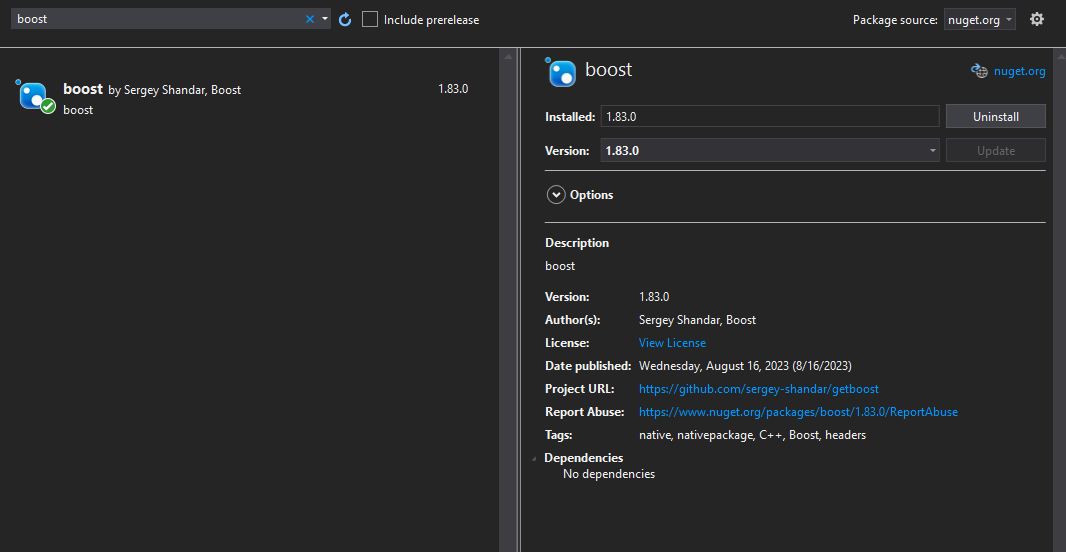 boost
Include prerelease
Package source: nuget.org
boost by Sergey Shandar, Boost 1.83.0
boost
boost
nuget.org
Installed: 1.83.0 Uninstall
Version: 1.83.0 Update
Options
Description
boost
Version: 1.83.0
Author(s): Sergey Shandar, Boost
License: View License
Date published: Wednesday, August 16, 2023 (8/16/2023)
Project URL: https://github.com/sergey-shandar/getboost
Report Abuse: https://www.nuget.org/packages/boost/1.83.0/ReportAbuse
Tags: native, nativepackage, C++, Boost, headers
Dependencies
No dependencies